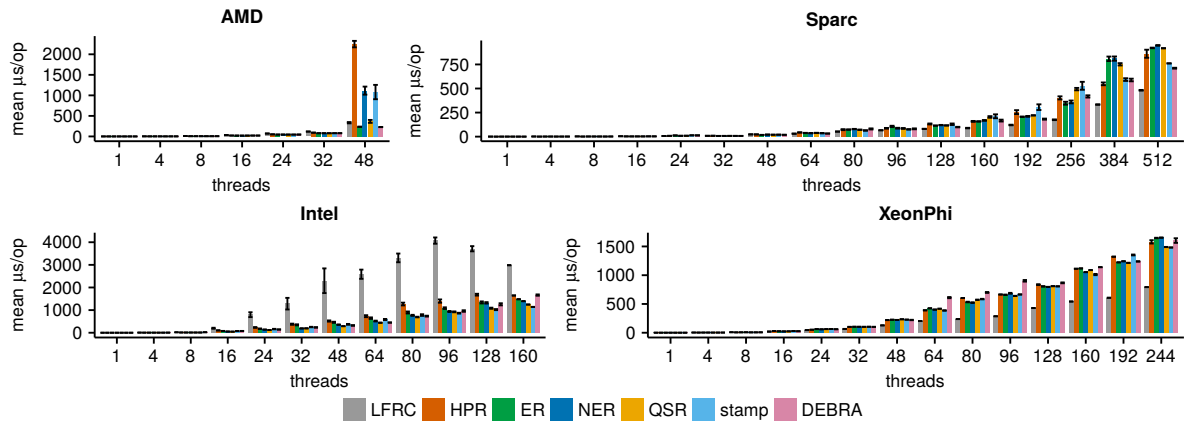 AMD
mean μs/op
2000
1500
1000
500
0
1 4 8 16 24 32 48
threads
Sparc
mean μs/op
750
500
250
0
1 4 8 16 24 32 48 64 80 96 128 160 192 256 384 512
threads
Intel
mean μs/op
4000
3000
2000
1000
0
1 4 8 16 24 32 48 64 80 96 128 160
threads
XeonPhi
mean μs/op
1500
1000
500
0
1 4 8 16 24 32 48 64 80 96 128 160 192 244
threads
LFRC HPR ER NER QSR stamp DEBRA